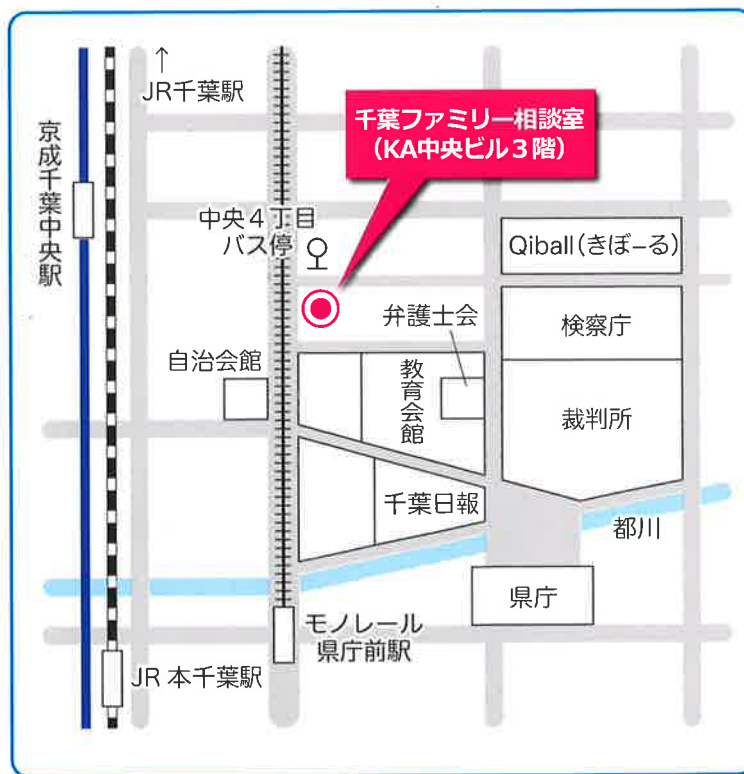 ↑
JR千葉駅
千葉ファミリー相談室
（KA中央ビル３階）
京成千葉中央駅
中央４丁目
バス停
Qiball（きぼーる）
弁護士会
検察庁
自治会館
教育会館
裁判所
千葉日報
都川
県庁
モノレール
県庁前駅
JR 本千葉駅